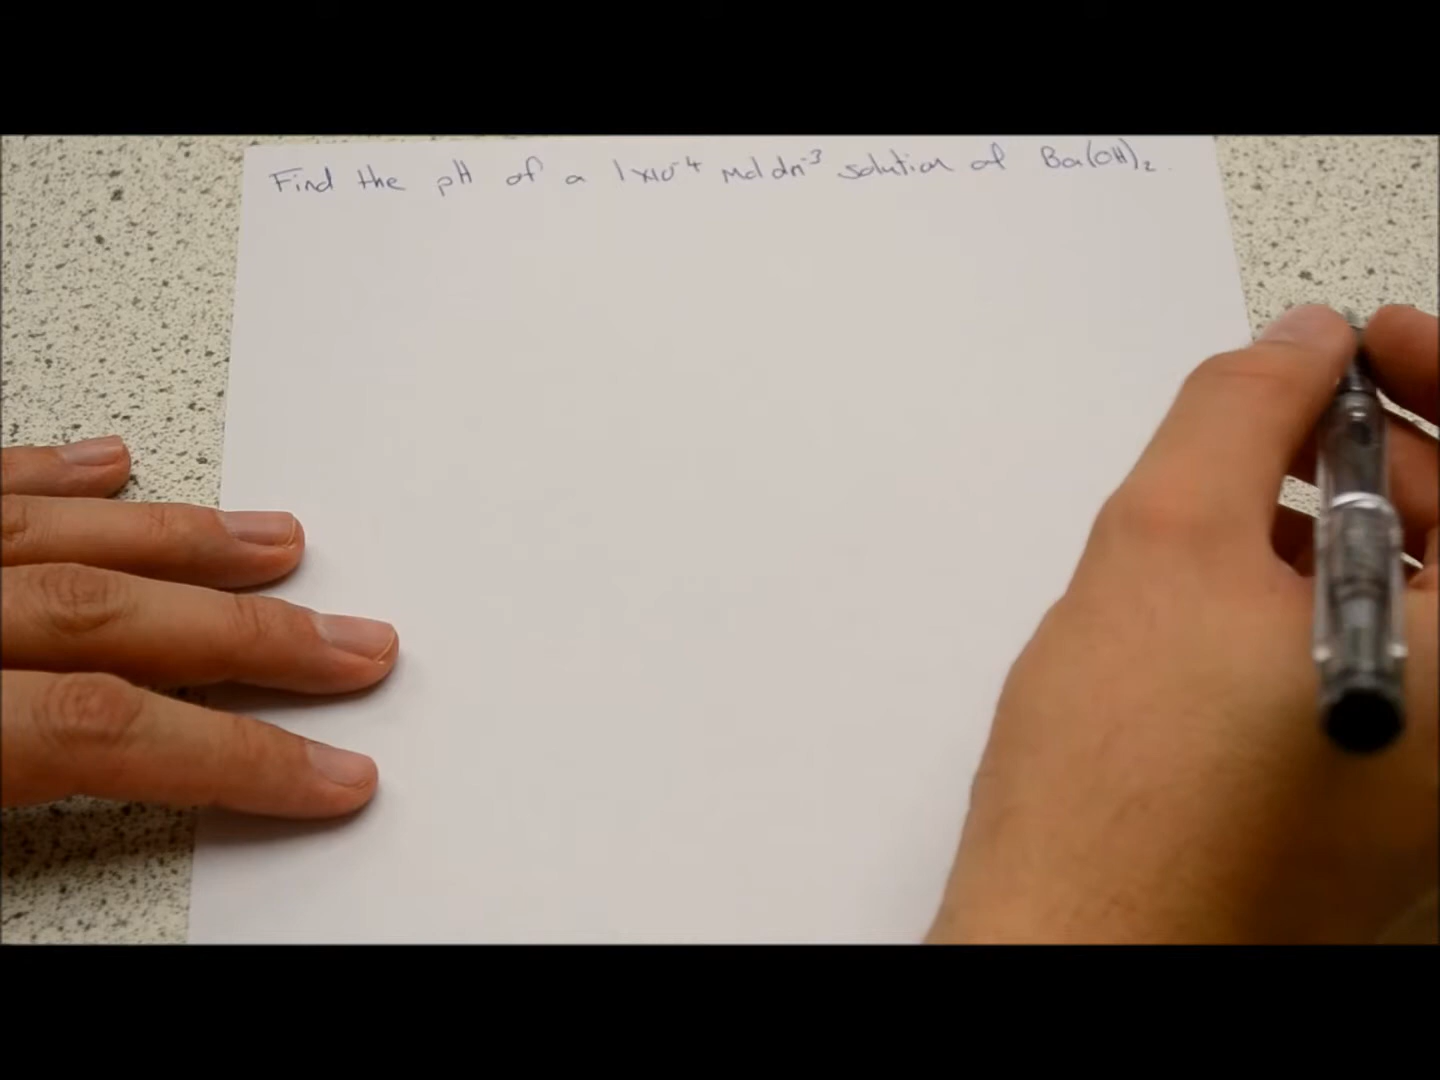 Find the pH of a 1x10⁻⁴ mol dm⁻³ solution of Ba(OH)₂.